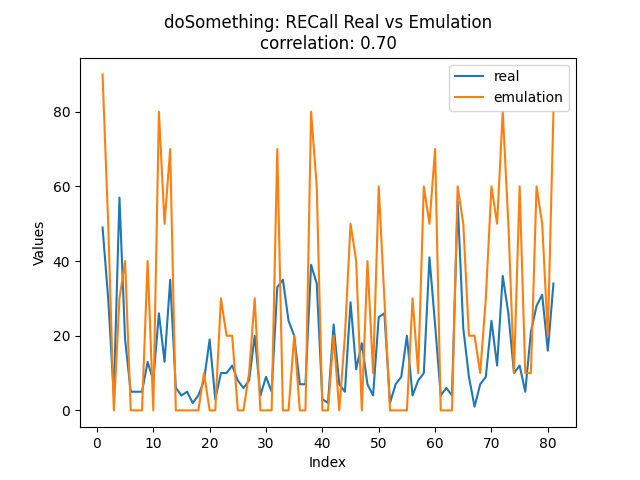 doSomething: RECall Real vs Emulation
correlation: 0.70
real
emulation
Values
80
60
40
20
0
0 10 20 30 40 50 60 70 80
Index